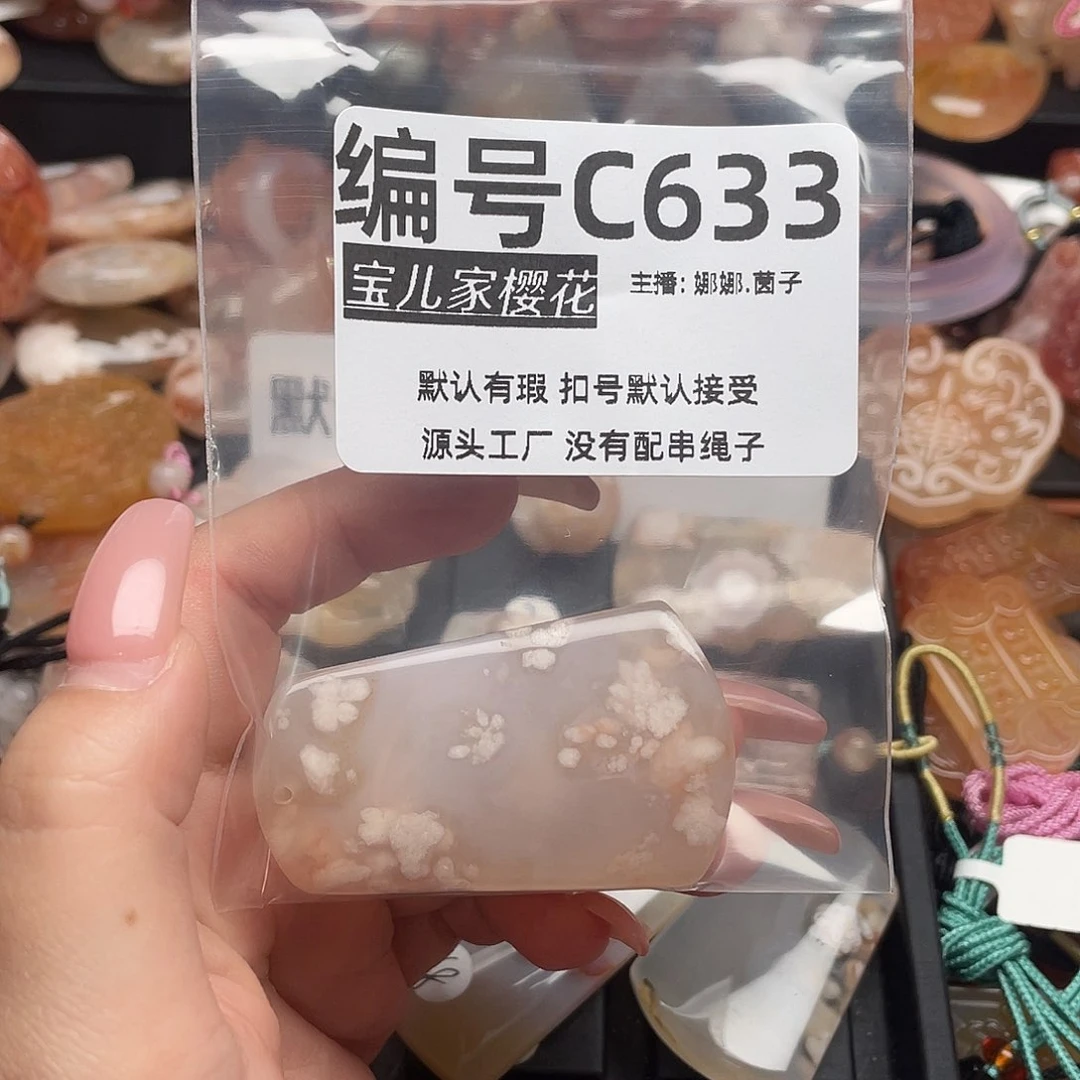 编号C633
宝儿家樱花 主播: 娜娜.茵子
默认有瑕 扣号默认接受
源头工厂 没有配串绳子
默